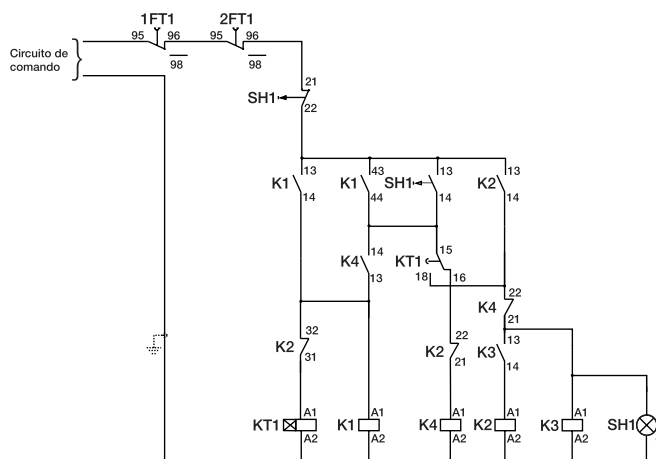 1FT1 2FT1
95 96 95 96
98 98
Circuito de
comando
21
SH1
22
13 43 13 13
K1 K1 SH1 K2
14 44 14 14
14 15
K4 KT1
13 18 16
22
K4
21
32 22 13
K2 K2 K3
31 21 14
A1 A1 A1 A1 A1
KT1 K1 K4 K2 K3 SH1
A2 A2 A2 A2 A2